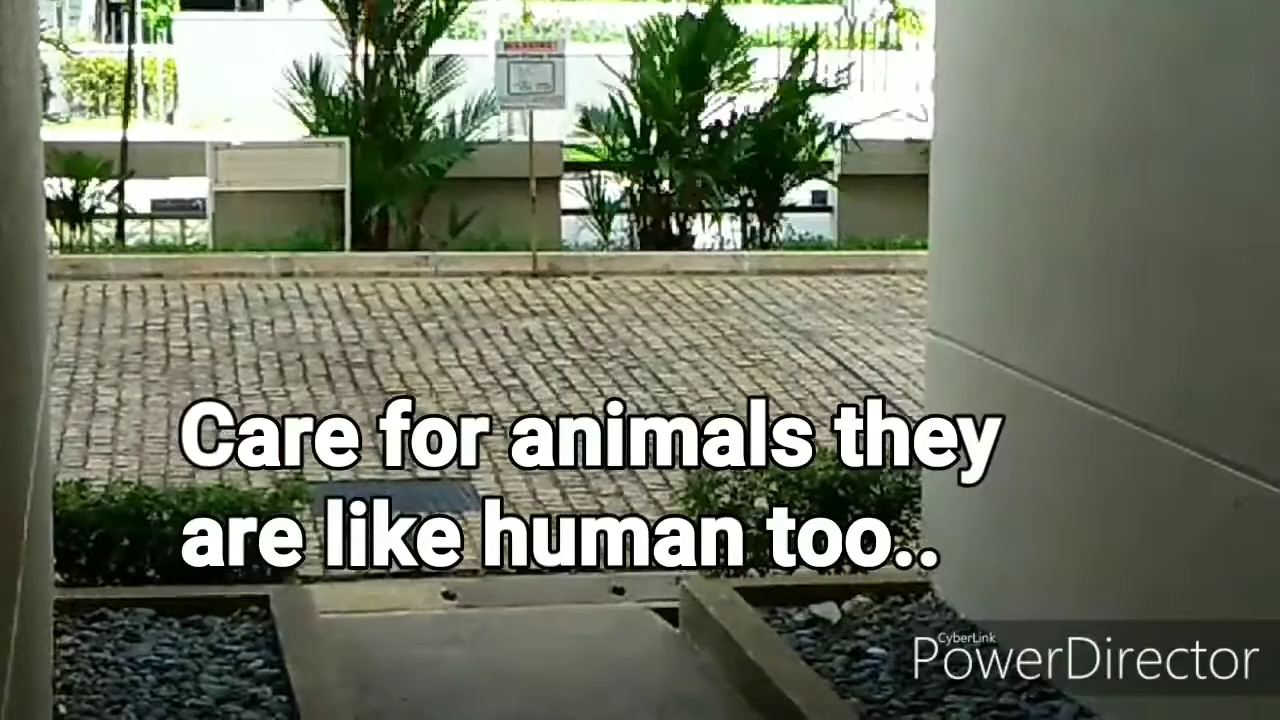 Care for animals they
are like human too..
CyberLink
PowerDirector